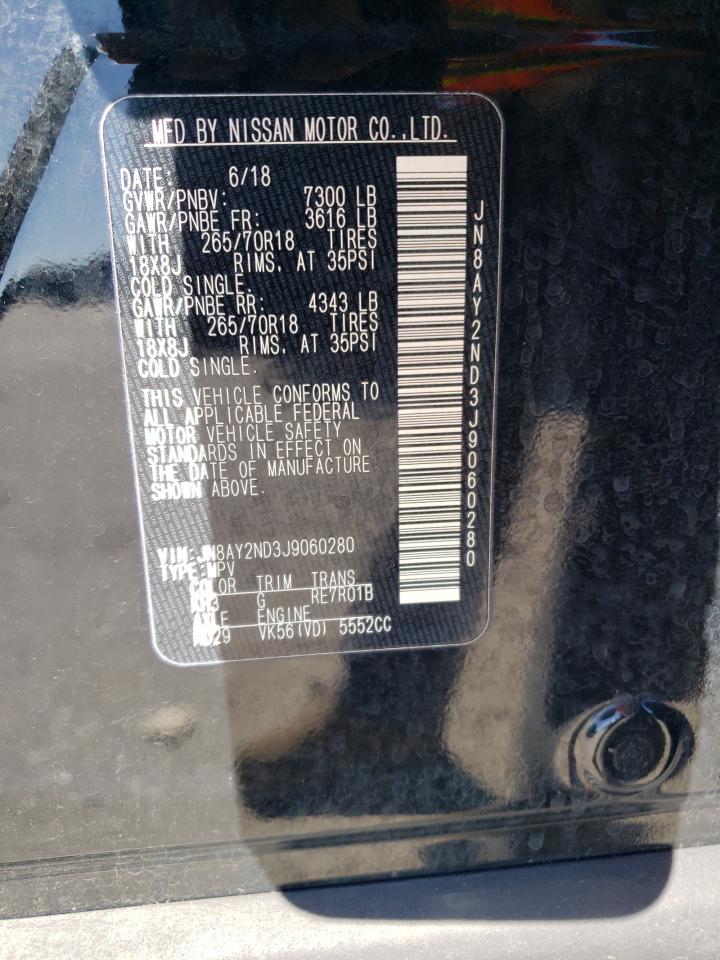 MFD BY NISSAN MOTOR CO.,LTD.
DATE: 6/18
GVWR/PNBV: 7300 LB
GAWR/PNBE FR: 3616 LB
WITH 265/70R18 TIRES
18X8J RIMS, AT 35PSI
COLD SINGLE.
GAWR/PNBE RR: 4343 LB
WITH 265/70R18 TIRES
18X8J RIMS, AT 35PSI
COLD SINGLE.
THIS VEHICLE CONFORMS TO
ALL APPLICABLE FEDERAL
MOTOR VEHICLE SAFETY
STANDARDS IN EFFECT ON
THE DATE OF MANUFACTURE
SHOWN ABOVE.
VIN:JN8AY2ND3J9060280
TYPE:MPV
COLOR TRIM TRANS
KH3 G RE7R01B
AXLE ENGINE
VK56(VD) 5552CC
JN8AY2ND3J9060280